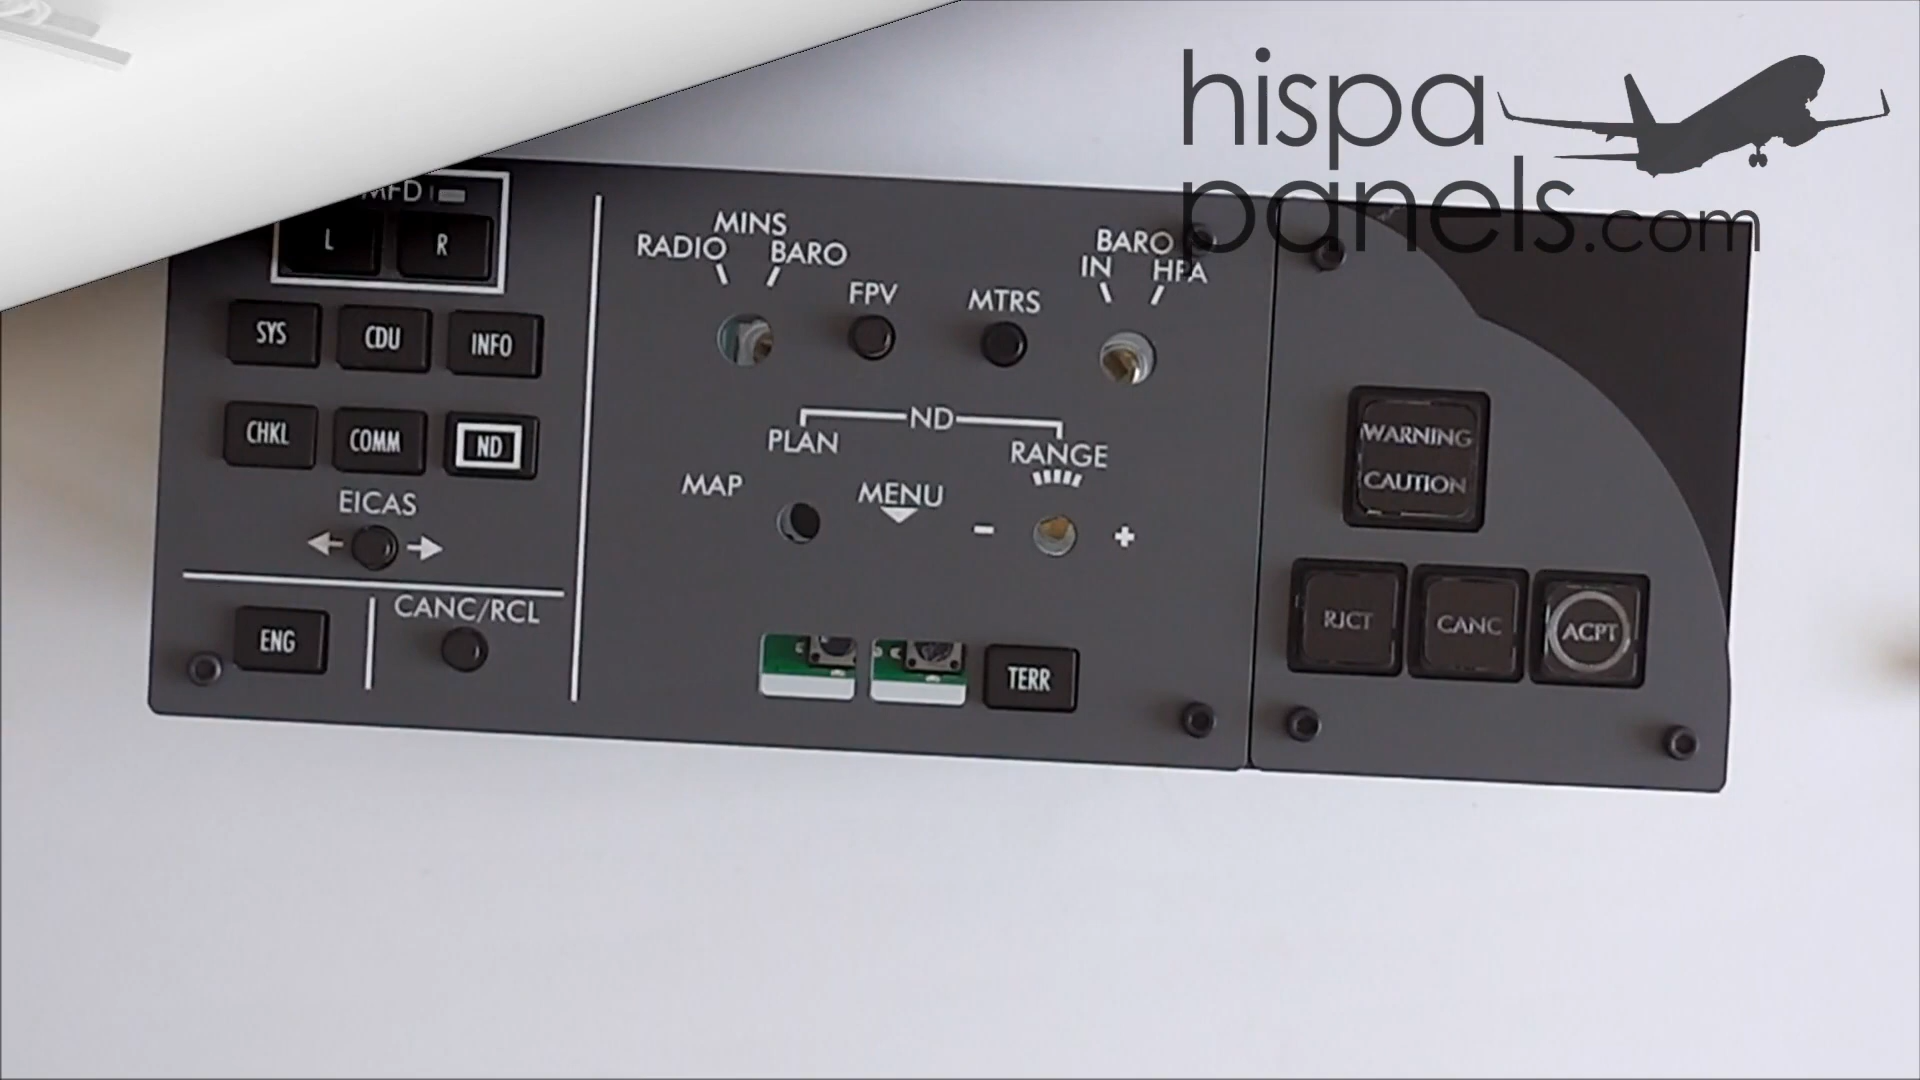 hispa
panels.com
MFD
L R
MINS
RADIO BARO
BARO
IN HPA
FPV MTRS
SYS CDU INFO
ND
PLAN RANGE
CHKL COMM ND
MAP MENU - +
EICAS
CANC/RCL
ENG
TERR
WARNING
CAUTION
RJCT CANC ACPT